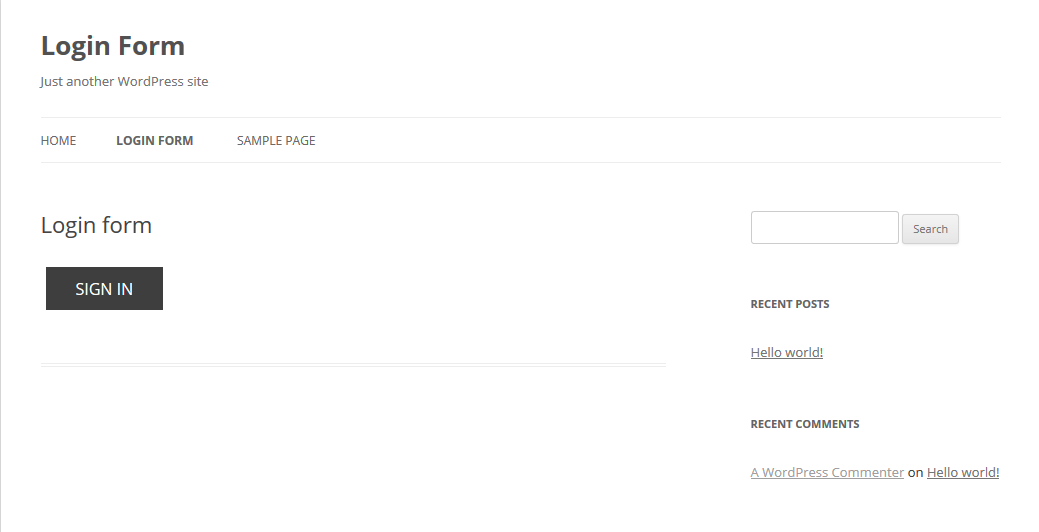 Login Form
Just another WordPress site
HOME LOGIN FORM SAMPLE PAGE
Login form
SIGN IN
Search
RECENT POSTS
Hello world!
RECENT COMMENTS
A WordPress Commenter on Hello world!